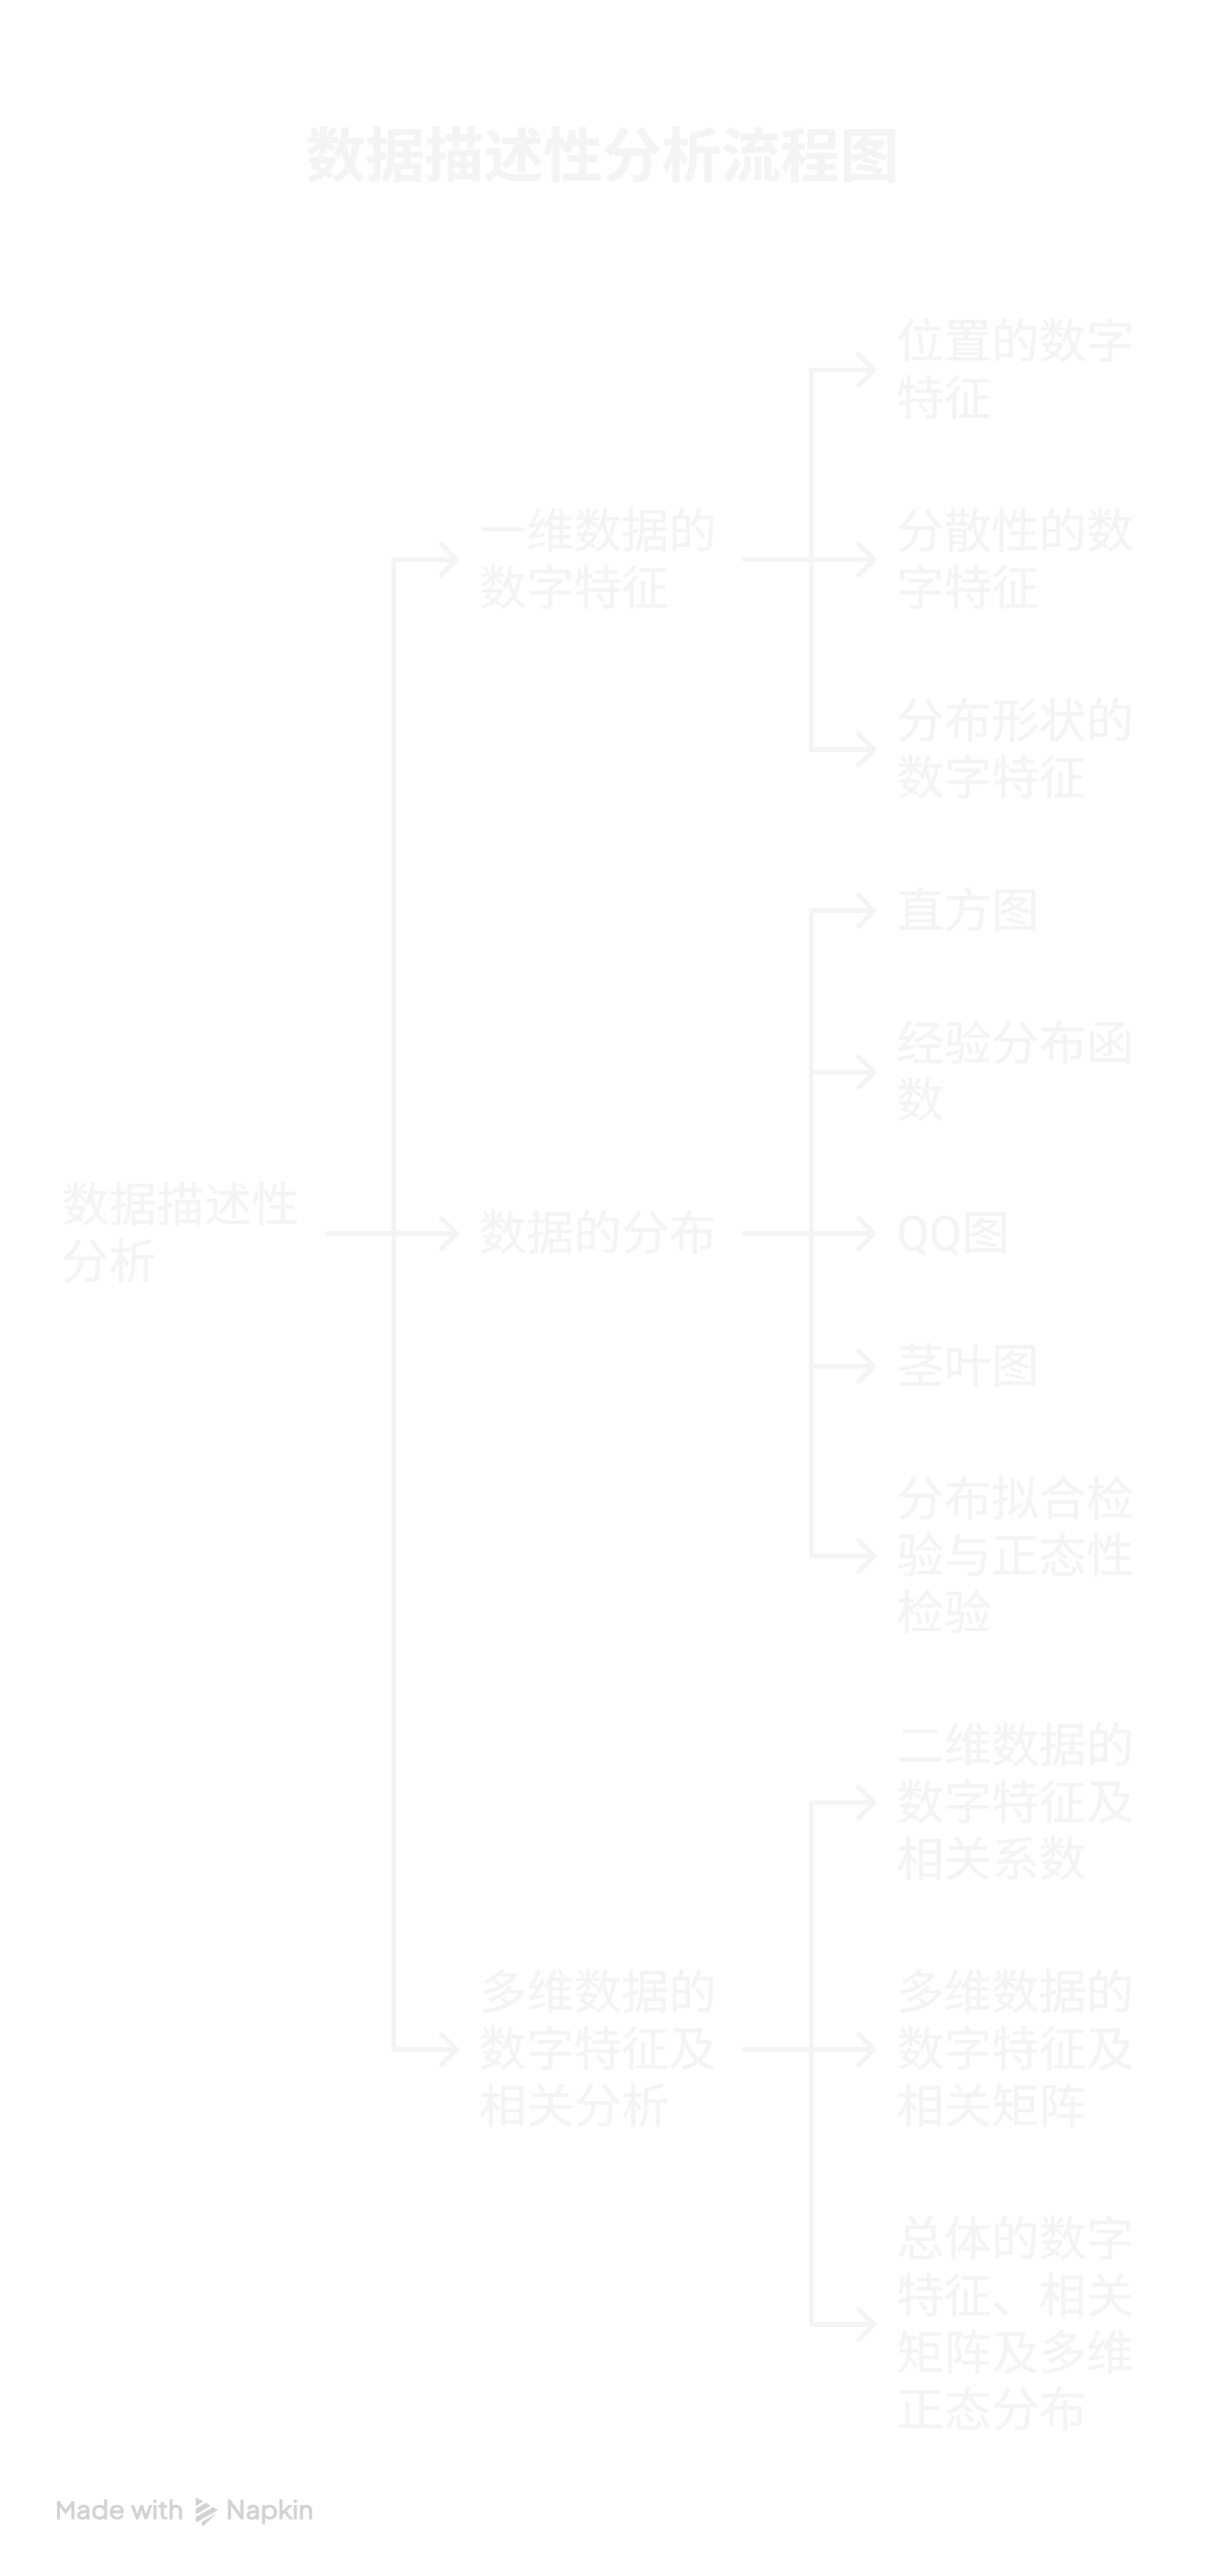 数据描述性分析流程图
位置的数字
特征
一维数据的
数字特征
分散性的数
字特征
分布形状的
数字特征
直方图
经验分布函
数
数据描述性
分析
数据的分布
QQ图
茎叶图
分布拟合检
验与正态性
检验
二维数据的
数字特征及
相关系数
多维数据的
数字特征及
相关分析
多维数据的
数字特征及
相关矩阵
总体的数字
特征、相关
矩阵及多维
正态分布
Made with Napkin